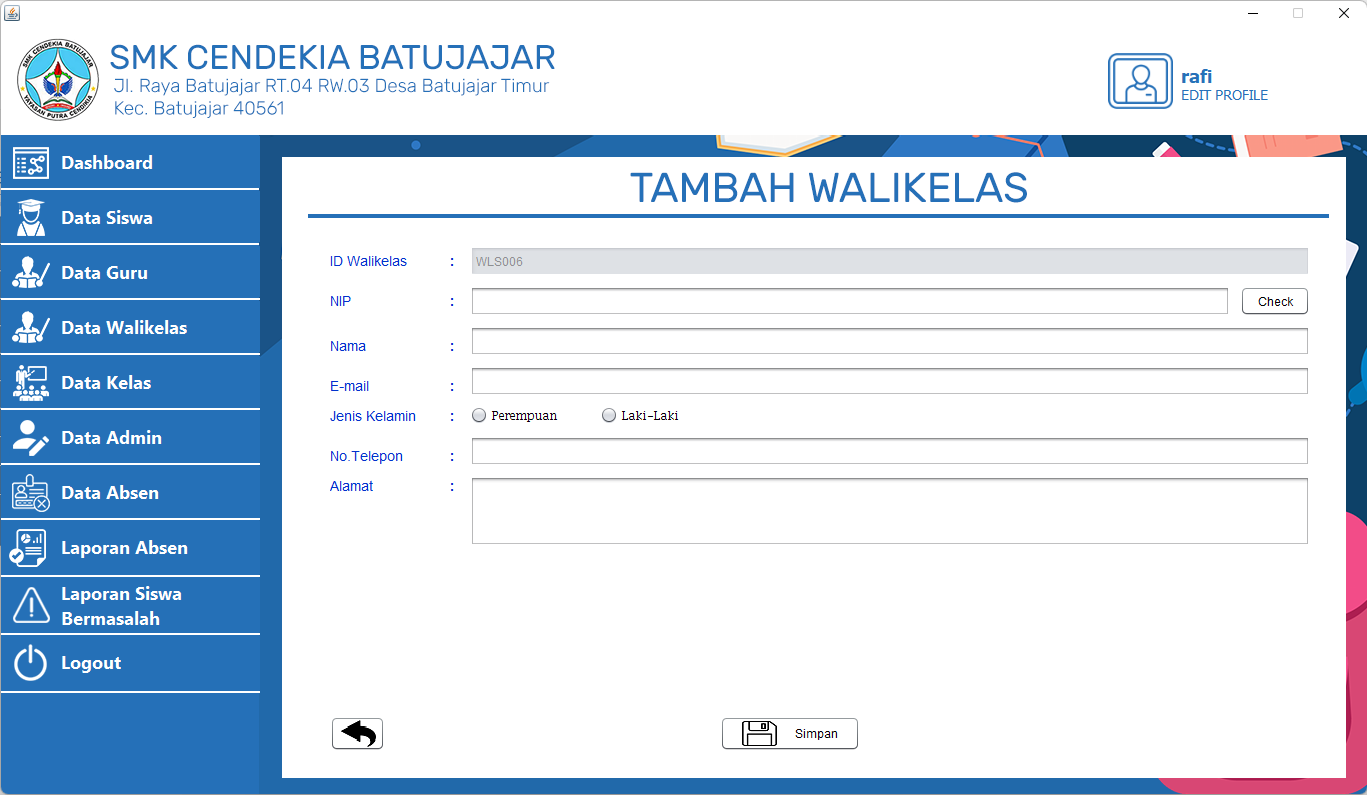 SMK CENDEKIA BATUJAJAR
YAYASAN PUTRA CENDIKIA
SMK CENDEKIA BATUJAJAR
Jl. Raya Batujajar RT.04 RW.03 Desa Batujajar Timur
Kec. Batujajar 40561
rafi
EDIT PROFILE
Dashboard
Data Siswa
Data Guru
Data Walikelas
Data Kelas
Data Admin
Data Absen
Laporan Absen
Laporan Siswa
Bermasalah
Logout
TAMBAH WALIKELAS
ID Walikelas : WLS006
NIP : Check
Nama :
E-mail :
Jenis Kelamin : Perempuan Laki-Laki
No.Telepon :
Alamat :
Simpan